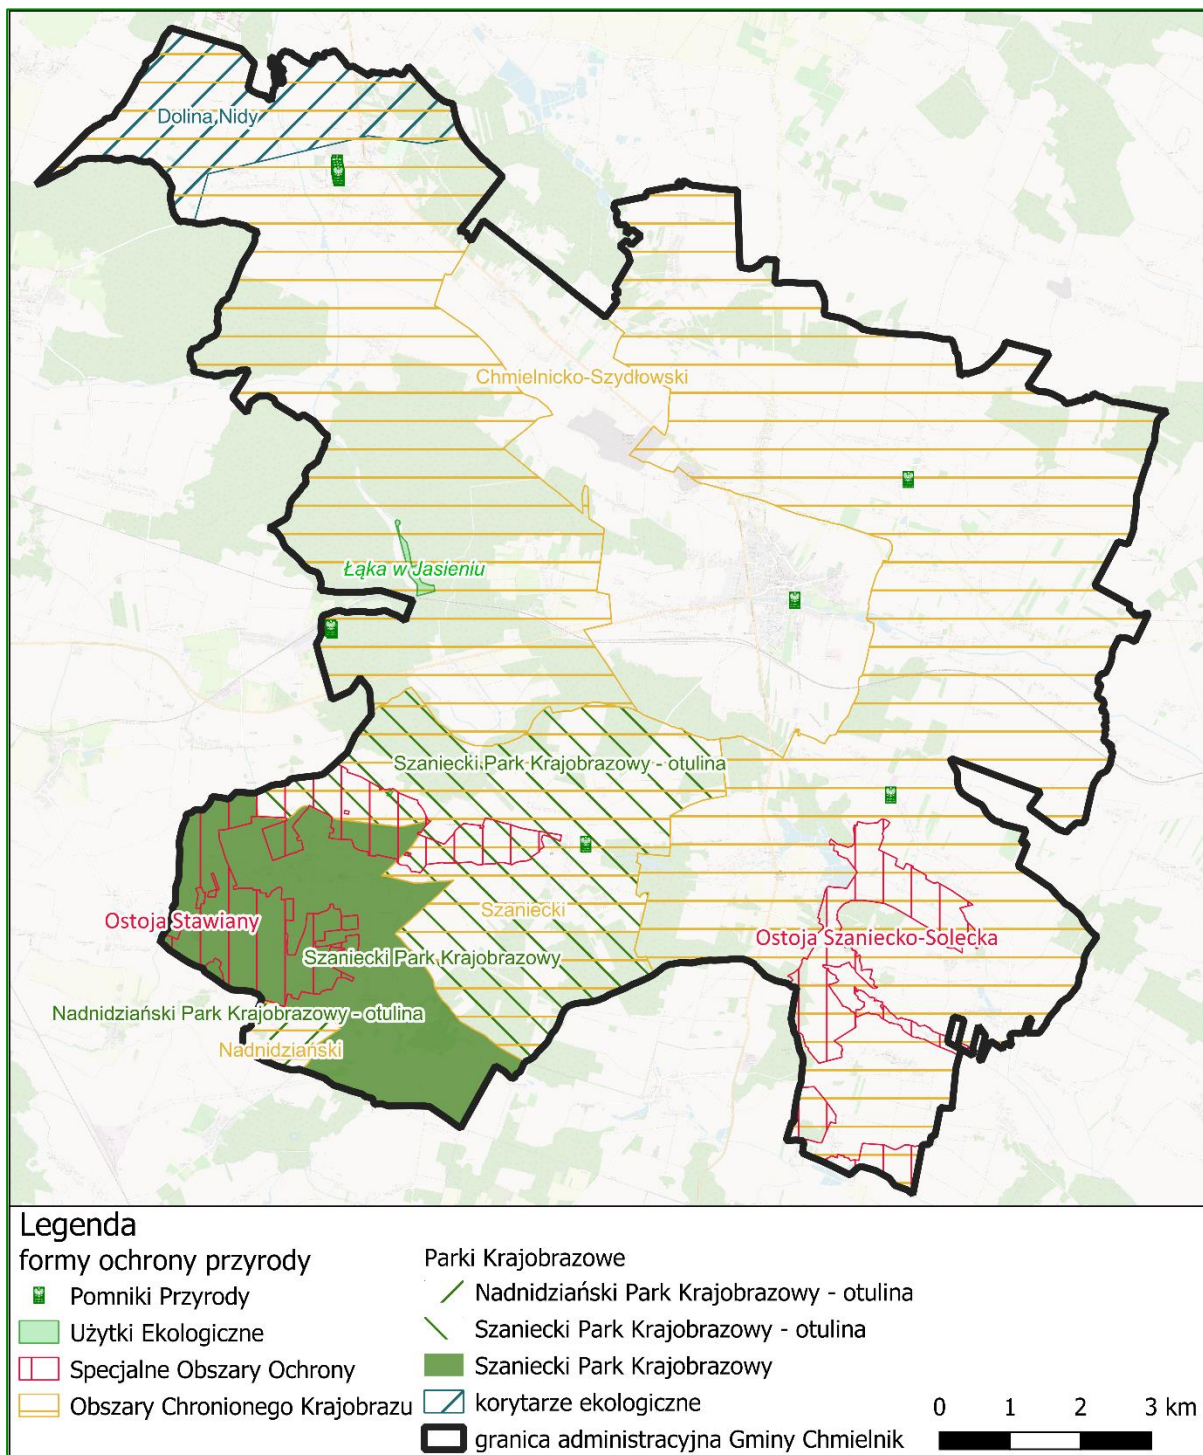 Dolina Nidy
Chmielnicko-Szydłowski
Łąka w Jasieniu
Szaniecki Park Krajobrazowy - otulina
Szaniecki
Ostoja Stawiany
Ostoja Szaniecko-Solecka
Szaniecki Park Krajobrazowy
Nadnidziański Park Krajobrazowy - otulina
Nadnidziański
Legenda
formy ochrony przyrody
Pomniki Przyrody
Użytki Ekologiczne
Specjalne Obszary Ochrony
Obszary Chronionego Krajobrazu
Parki Krajobrazowe
Nadnidziański Park Krajobrazowy - otulina
Szaniecki Park Krajobrazowy - otulina
Szaniecki Park Krajobrazowy
korytarze ekologiczne
granica administracyjna Gminy Chmielnik
0 1 2 3 km